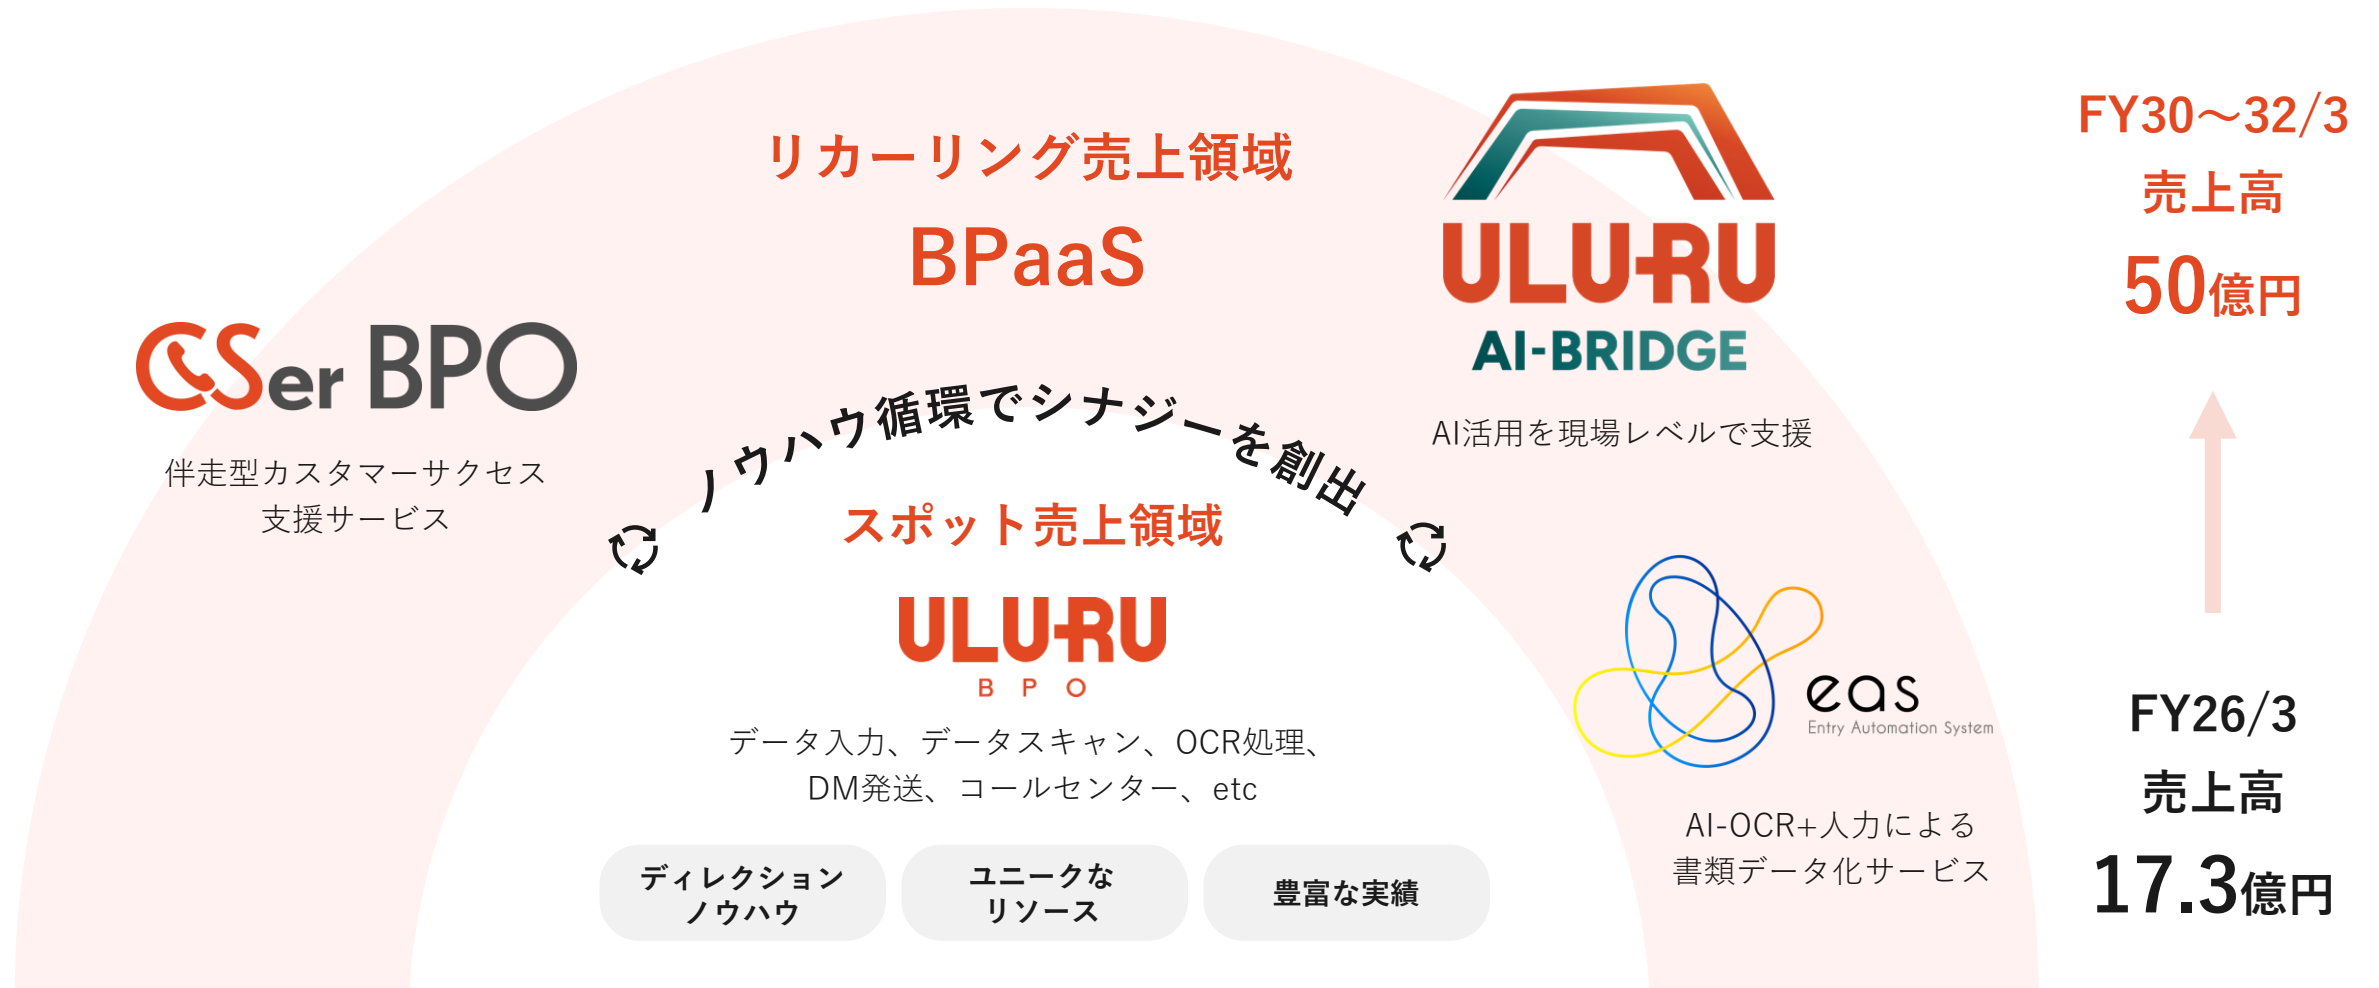 リカーリング売上領域
BPaaS
CSer BPO
伴走型カスタマーサクセス
支援サービス
ULURU
AI-BRIDGE
AI活用を現場レベルで支援
ノウハウ循環でシナジーを創出
スポット売上領域
ULURU
BPO
データ入力、データスキャン、OCR処理、
DM発送、コールセンター、etc
ディレクション
ノウハウ
ユニークな
リソース
豊富な実績
eas
Entry Automation System
AI-OCR+人力による
書類データ化サービス
FY30～32/3
売上高
50億円
FY26/3
売上高
17.3億円